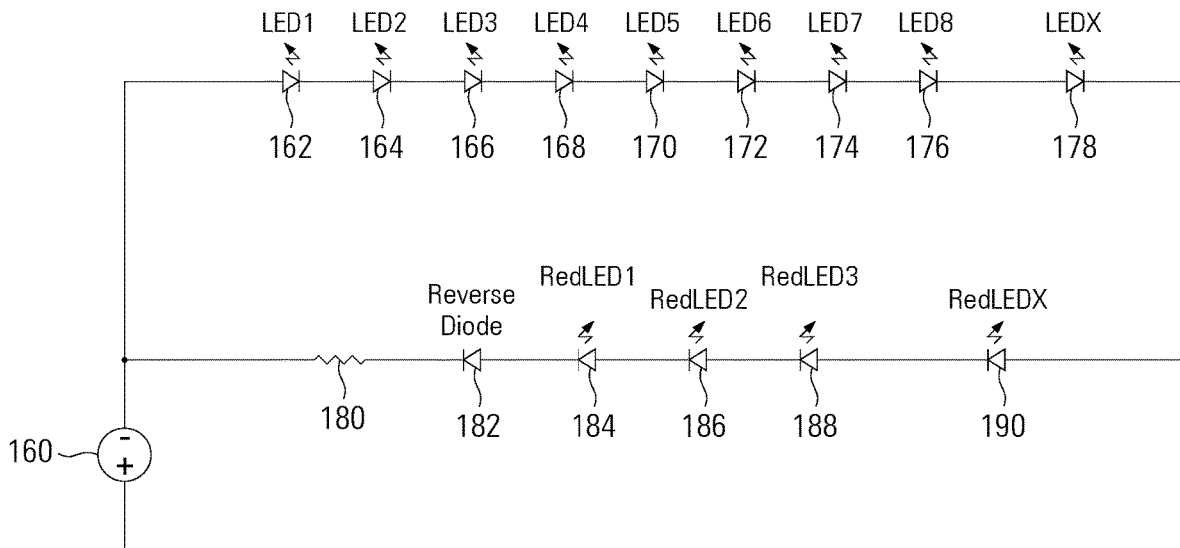 LED1 LED2 LED3 LED4 LED5 LED6 LED7 LED8 LEDX
162 164 166 168 170 172 174 176 178
RedLED1 RedLED3
Reverse RedLED2 RedLEDX
Diode
180 182 184 186 188 190
-
160
+